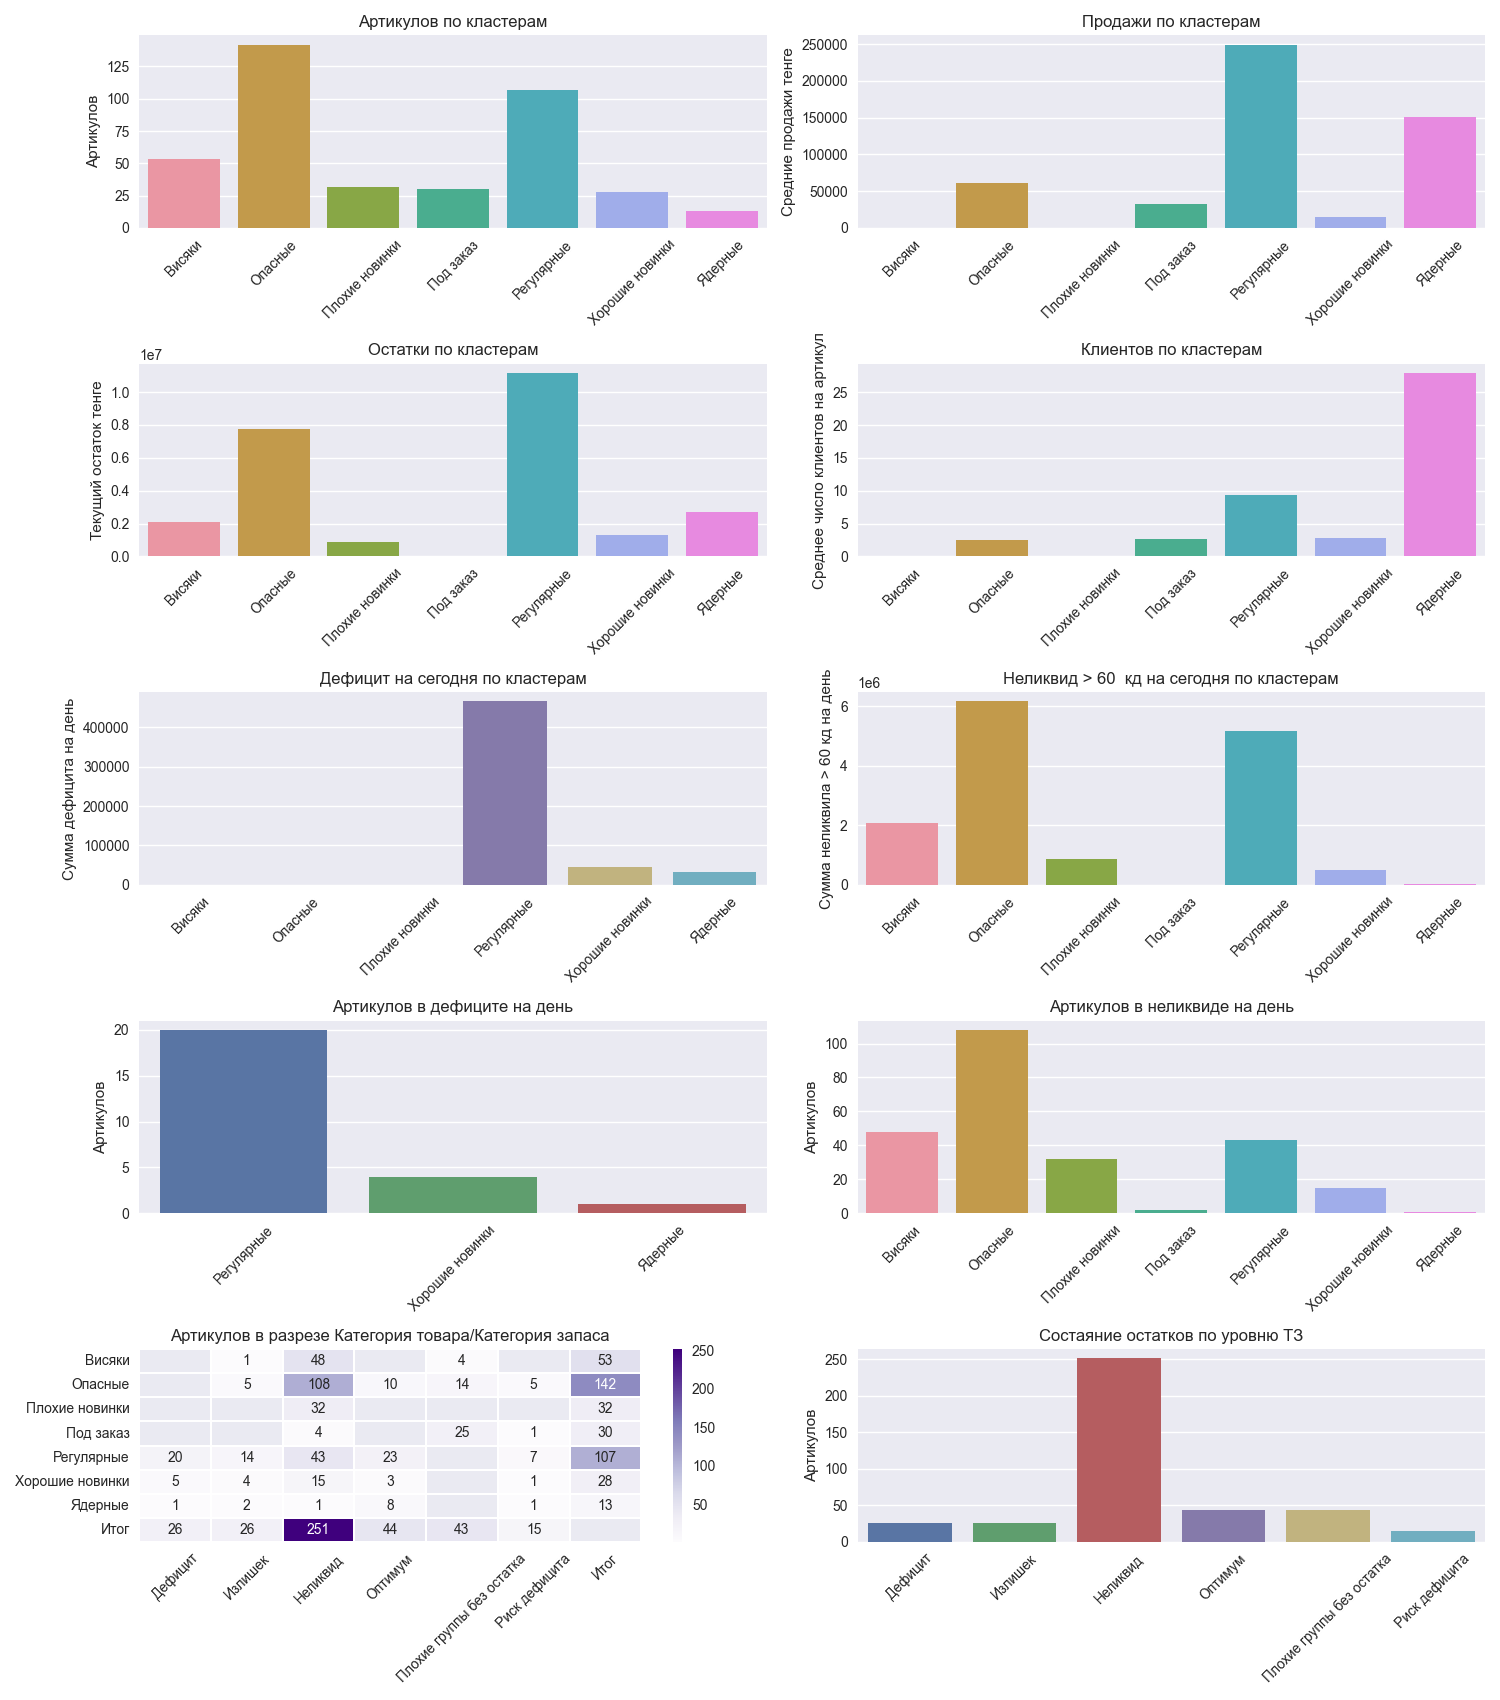 Артикулов по кластерам
Артикулов
125
100
75
50
25
0
Висяки
Опасные
Плохие новинки
Под заказ
Регулярные
Хорошие новинки
Ядерные
Продажи по кластерам
Средние продажи тенге
250000
200000
150000
100000
50000
0
Висяки
Опасные
Плохие новинки
Под заказ
Регулярные
Хорошие новинки
Ядерные
Остатки по кластерам
1e7
Текущий остаток тенге
1.0
0.8
0.6
0.4
0.2
0.0
Висяки
Опасные
Плохие новинки
Под заказ
Регулярные
Хорошие новинки
Ядерные
Клиентов по кластерам
Среднее число клиентов на артикул
25
20
15
10
5
0
Висяки
Опасные
Плохие новинки
Под заказ
Регулярные
Хорошие новинки
Ядерные
Дефицит на сегодня по кластерам
Сумма дефицита на день
400000
300000
200000
100000
0
Висяки
Опасные
Плохие новинки
Регулярные
Хорошие новинки
Ядерные
Неликвид > 60 кд на сегодня по кластерам
1e6
Сумма неликвила > 60 кд на день
6
4
2
0
Висяки
Опасные
Плохие новинки
Под заказ
Регулярные
Хорошие новинки
Ядерные
Артикулов в дефиците на день
Артикулов
20
15
10
5
0
Регулярные
Хорошие новинки
Ядерные
Артикулов в неликвиде на день
Артикулов
100
80
60
40
20
0
Висяки
Опасные
Плохие новинки
Под заказ
Регулярные
Хорошие новинки
Ядерные
Артикулов в разрезе Категория товара/Категория запаса
Висяки 1 48 4 53
Опасные 5 108 10 14 5 142
Плохие новинки 32 32
Под заказ 4 25 1 30
Регулярные 20 14 43 23 7 107
Хорошие новинки 5 4 15 3 1 28
Ядерные 1 2 1 8 1 13
Итог 26 26 251 44 43 15
Дефицит
Излишек
Неликвид
Оптимум
Плохие группы без остатка
Риск дефицита
Итог
250
200
150
100
50
Состаяние остатков по уровню ТЗ
Артикулов
250
200
150
100
50
0
Дефицит
Излишек
Неликвид
Оптимум
Плохие группы без остатка
Риск дефицита